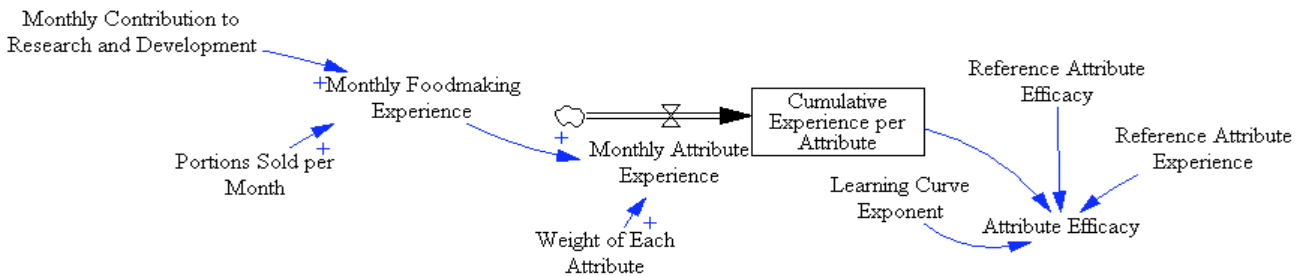 Monthly Contribution to
Research and Development
+
Monthly Foodmaking
Experience
+
Portions Sold per
Month
+
Monthly Attribute
Experience
+
Weight of Each
Attribute
Cumulative
Experience per
Attribute
Reference Attribute
Efficacy
Reference Attribute
Experience
Learning Curve
Exponent
Attribute Efficacy